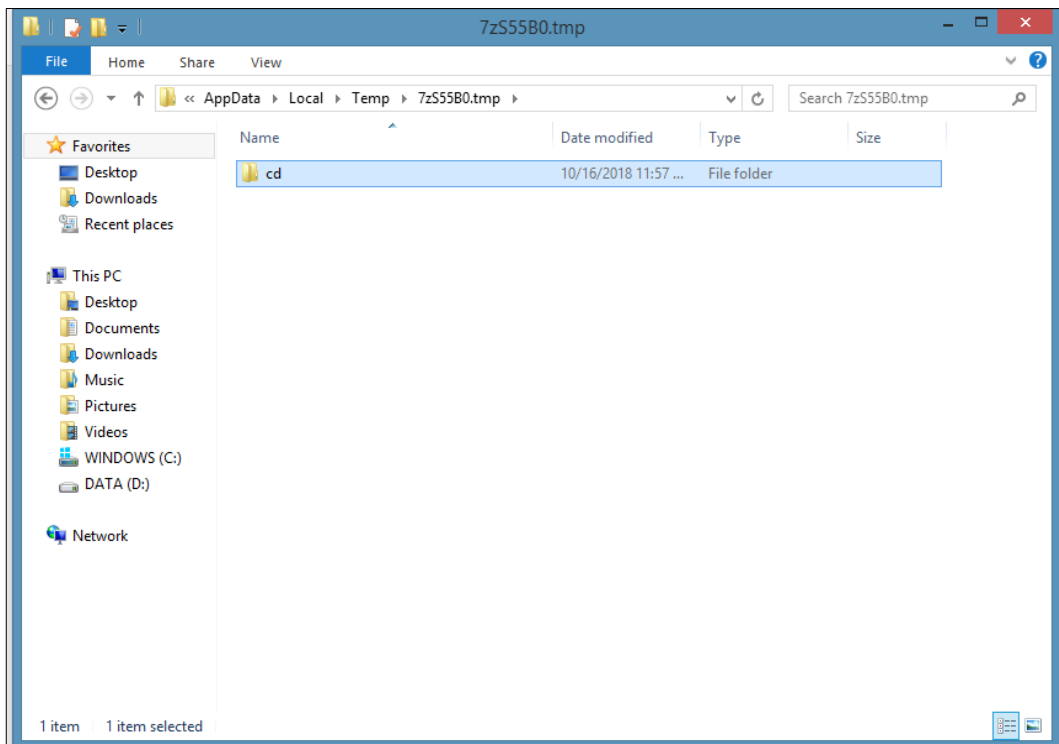 7zS55B0.tmp
File Home Share View
« AppData Local Temp 7zS55B0.tmp Search 7zS55B0.tmp
Name Date modified Type Size
cd 10/16/2018 11:57 ... File folder
Favorites
Desktop
Downloads
Recent places
This PC
Desktop
Documents
Downloads
Music
Pictures
Videos
WINDOWS (C:)
DATA (D:)
Network
1 item 1 item selected